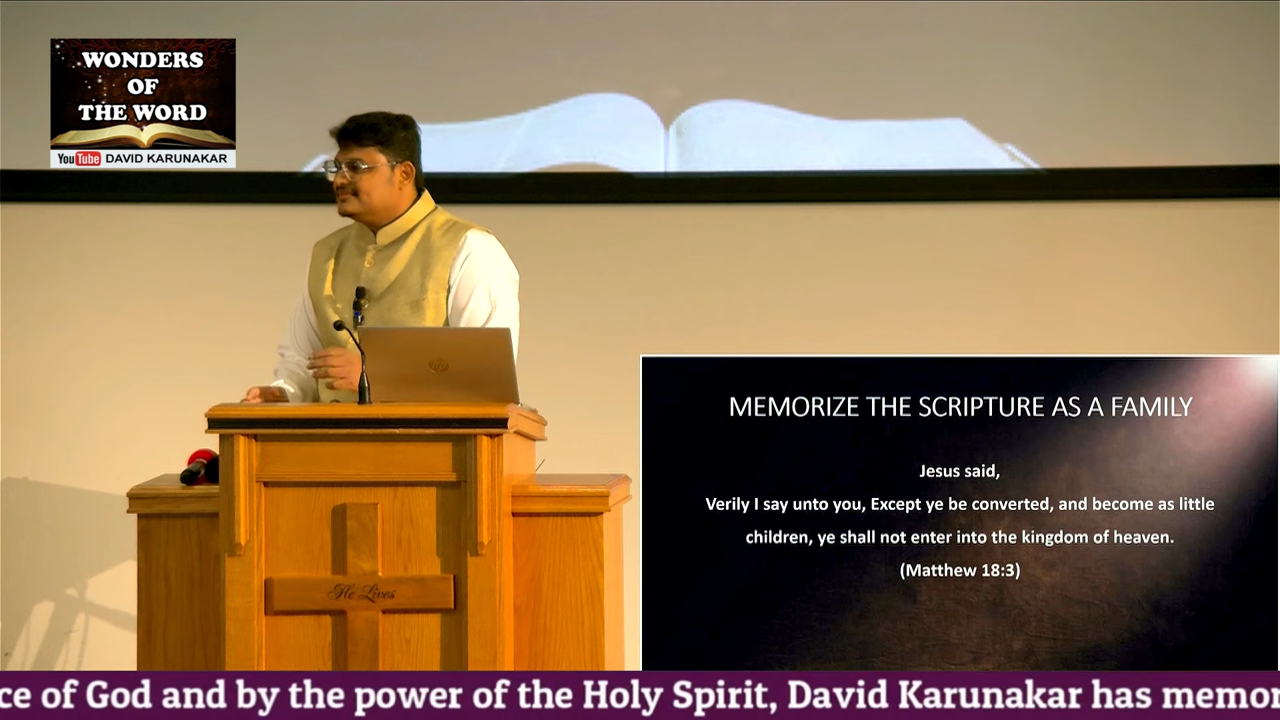 WONDERS
OF
THE WORD
YouTube DAVID KARUNAKAR
hp
MEMORIZE THE SCRIPTURE AS A FAMILY
Jesus said,
Verily I say unto you, Except ye be converted, and become as little
children, ye shall not enter into the kingdom of heaven.
(Matthew 18:3)
He Lives
ce of God and by the power of the Holy Spirit, David Karunakar has memor